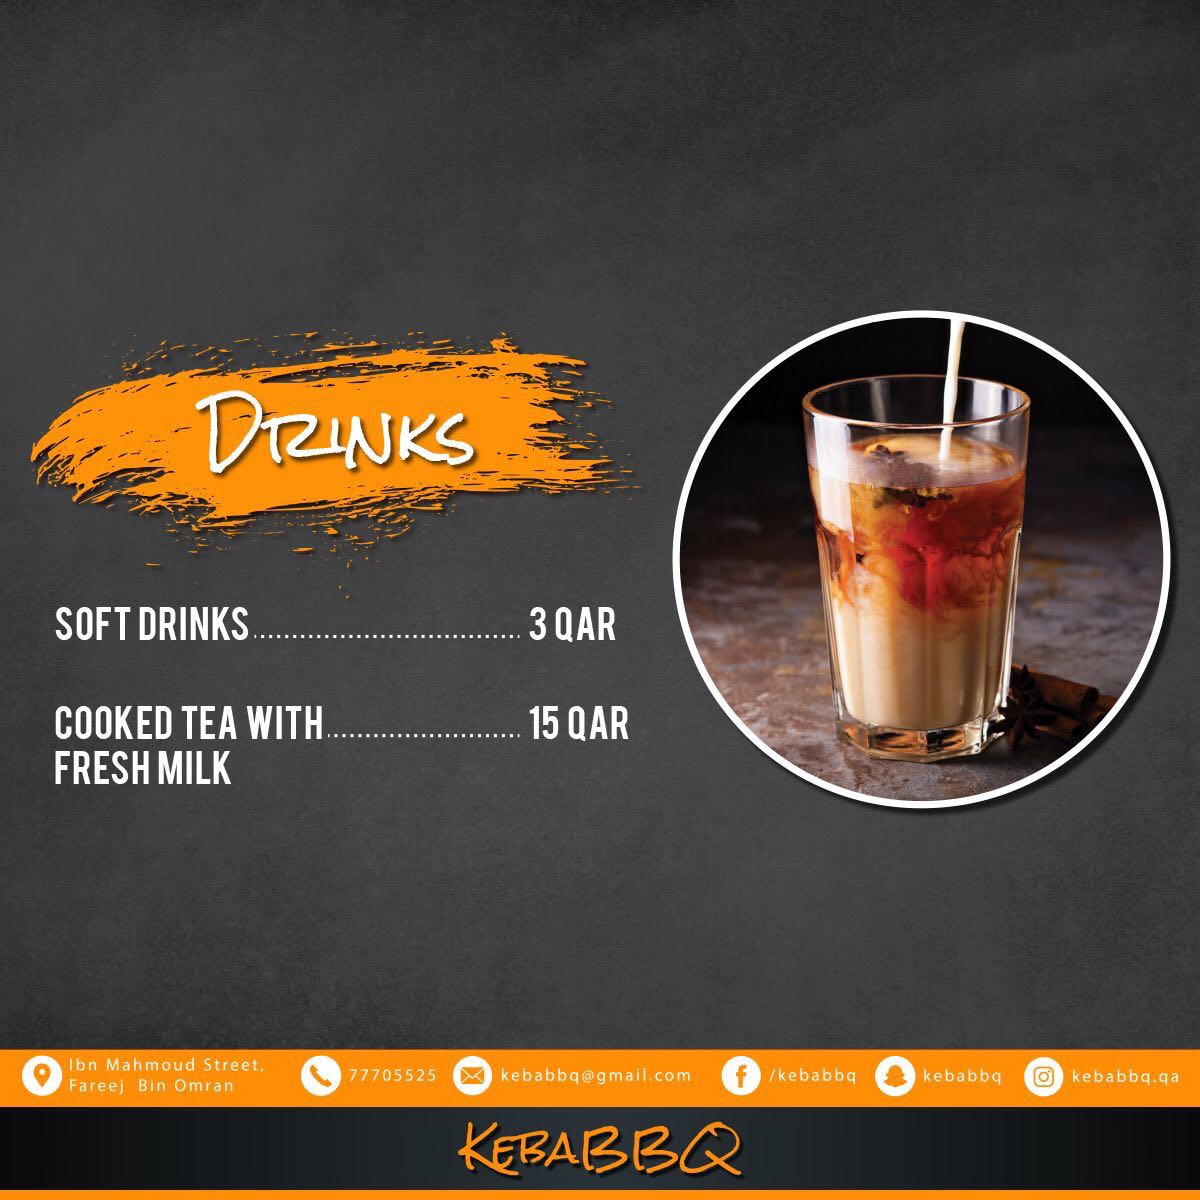 Drinks
SOFT DRINKS.................................... 3 QAR
COOKED TEA WITH.......................... 15 QAR
FRESH MILK
Ibn Mahmoud Street,
Fareej Bin Omran
77705525
kebabbq@gmail.com
/kebabbq
kebabbq
kebabbq.qa
KEBABBQ